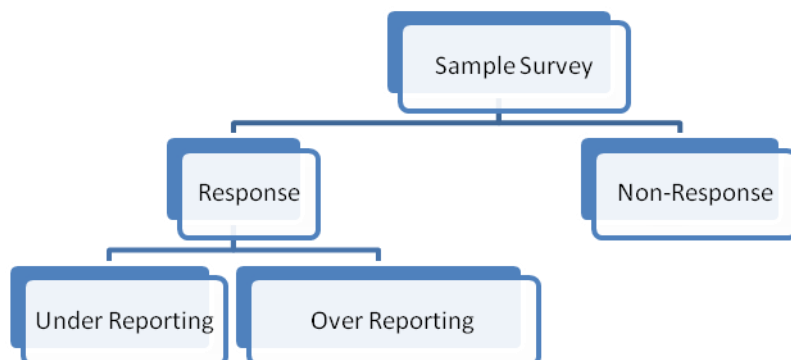 Sample Survey
Response
Non-Response
Under Reporting
Over Reporting